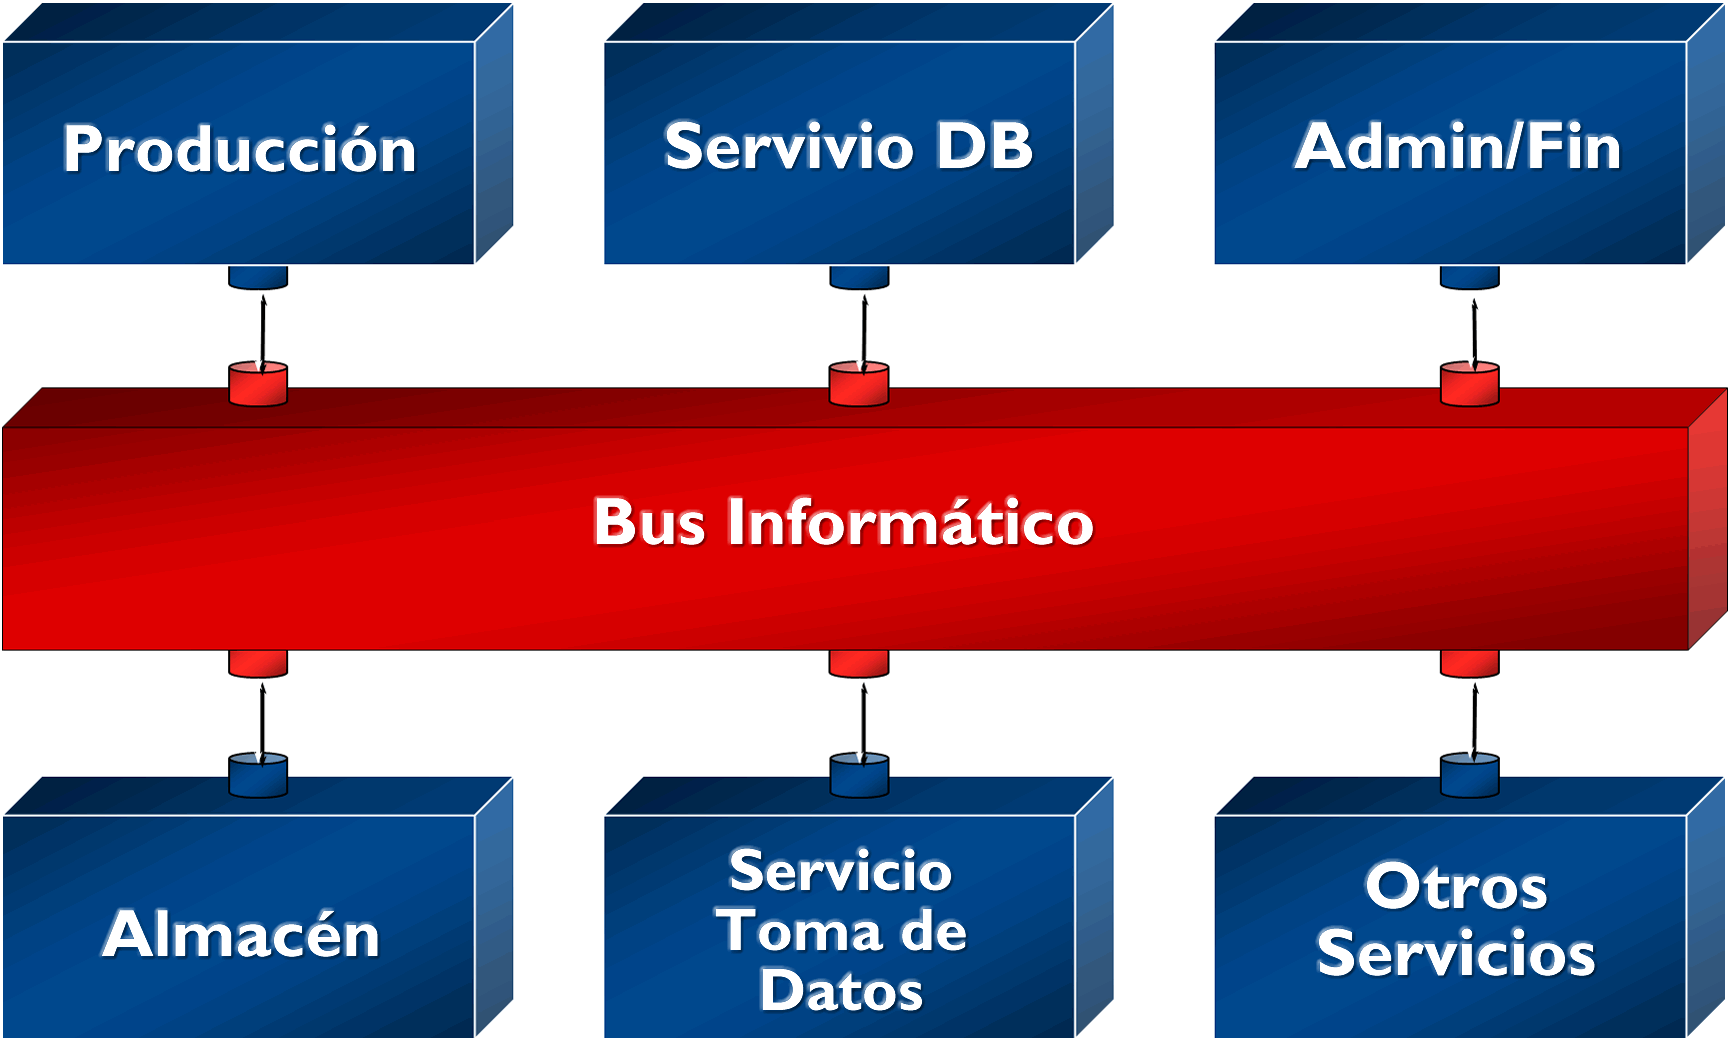 Producción
Servivio DB
Admin/Fin
Bus Informático
Almacén
Servicio
Toma de
Datos
Otros
Servicios